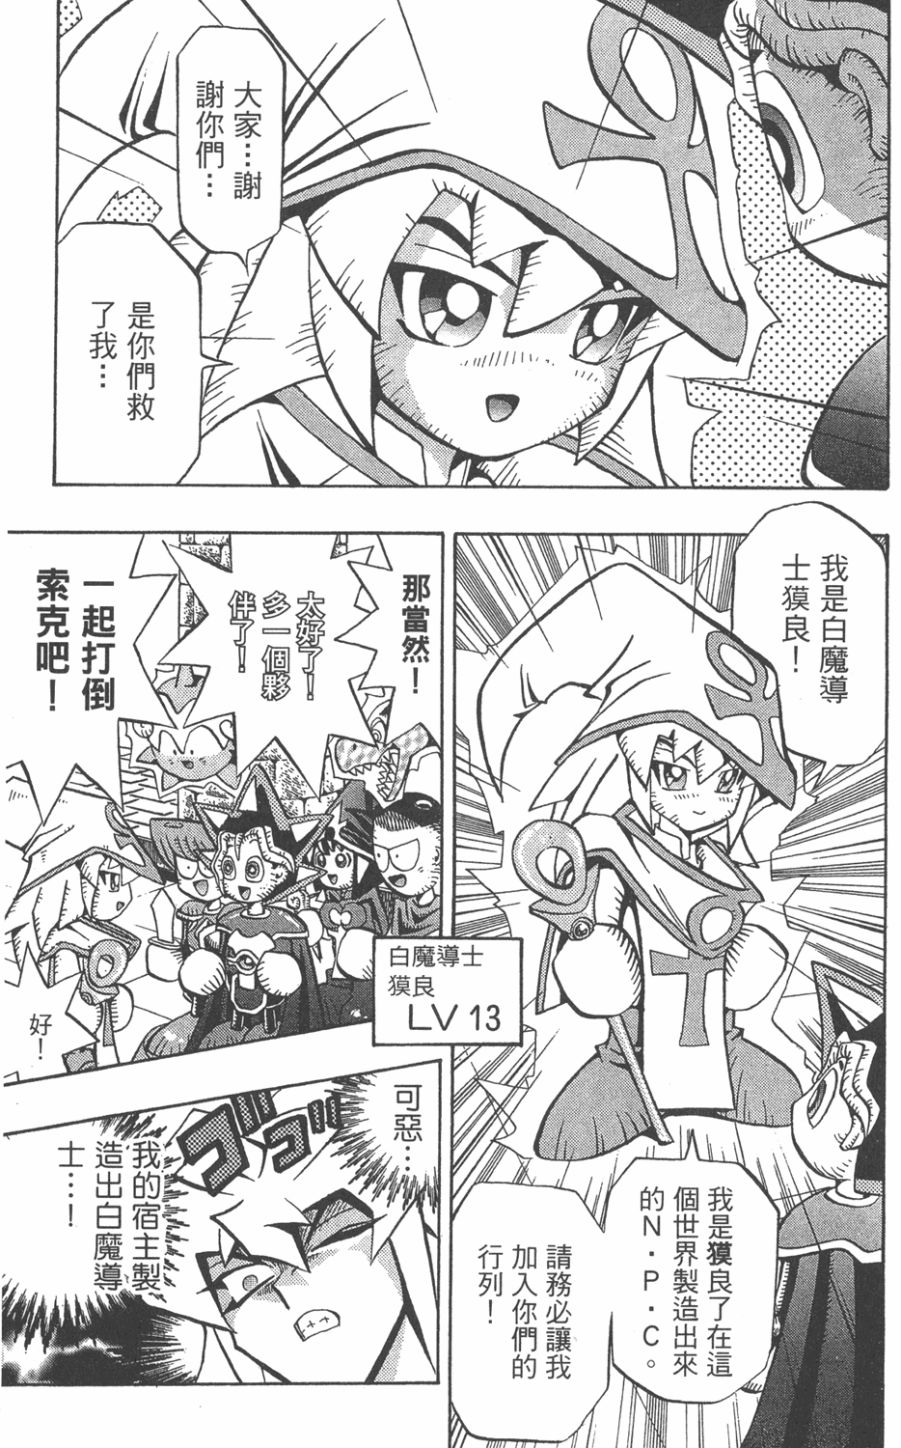 大家…謝
謝你們…
是你們救
了我…
我是白魔導
士獏良！
我是獏良了在這
個世界製造出來
的N·P·C。
請務必讓我
加入你們的
行列！
那當然！
太好了！
多一個夥
伴了！
一起打倒
索克吧！
好！
白魔導士
獏良
LV 13
可惡…
ゴゴゴ
我的宿主製
造出白魔導
士…！